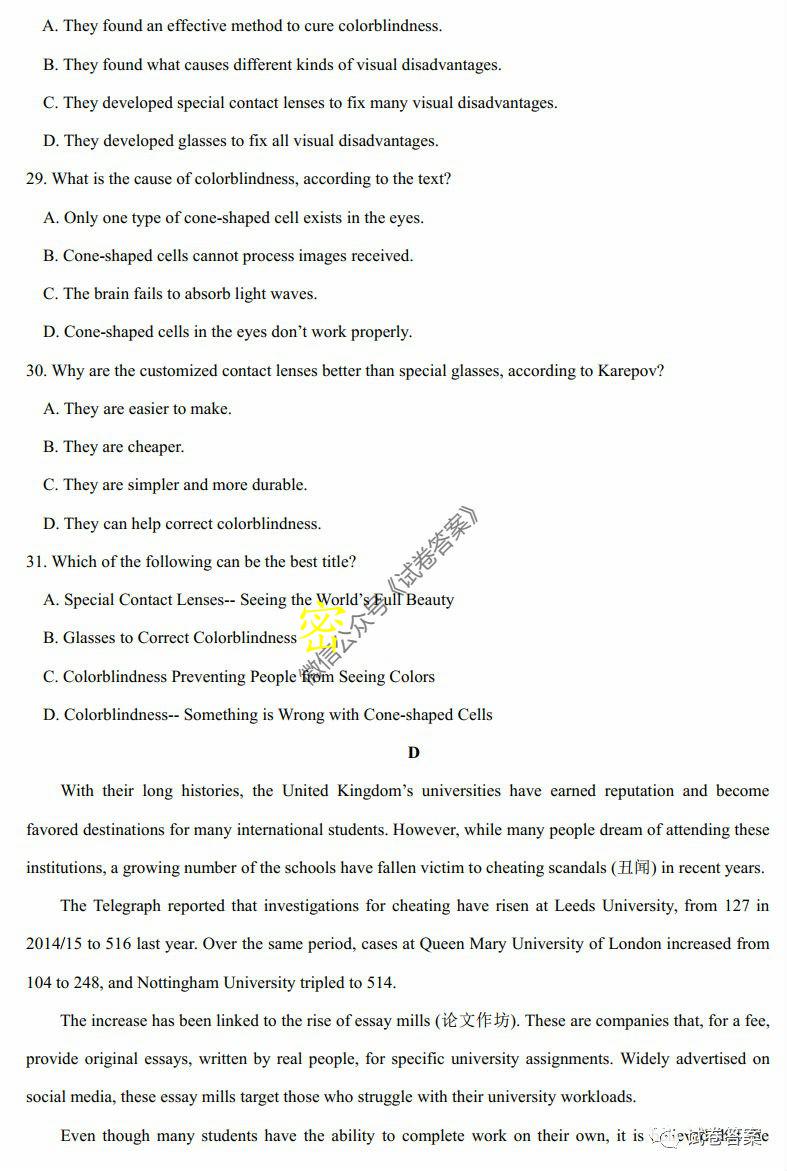 A. They found an effective method to cure colorblindness.
B. They found what causes different kinds of visual disadvantages.
C. They developed special contact lenses to fix many visual disadvantages.
D. They developed glasses to fix all visual disadvantages.
29. What is the cause of colorblindness, according to the text?
A. Only one type of cone-shaped cell exists in the eyes.
B. Cone-shaped cells cannot process images received.
C. The brain fails to absorb light waves.
D. Cone-shaped cells in the eyes don’t work properly.
30. Why are the customized contact lenses better than special glasses, according to Karepov?
A. They are easier to make.
B. They are cheaper.
C. They are simpler and more durable.
D. They can help correct colorblindness.
31. Which of the following can be the best title?
A. Special Contact Lenses-- Seeing the World’s Full Beauty
B. Glasses to Correct Colorblindness
密
微信公众号《试卷答案》
C. Colorblindness Preventing People from Seeing Colors
D. Colorblindness-- Something is Wrong with Cone-shaped Cells
D
With their long histories, the United Kingdom’s universities have earned reputation and become
favored destinations for many international students. However, while many people dream of attending these
institutions, a growing number of the schools have fallen victim to cheating scandals (丑闻) in recent years.
The Telegraph reported that investigations for cheating have risen at Leeds University, from 127 in
2014/15 to 516 last year. Over the same period, cases at Queen Mary University of London increased from
104 to 248, and Nottingham University tripled to 514.
The increase has been linked to the rise of essay mills (论文作坊). These are companies that, for a fee,
provide original essays, written by real people, for specific university assignments. Widely advertised on
social media, these essay mills target those who struggle with their university workloads.
Even though many students have the ability to complete work on their own, it is
试卷答案